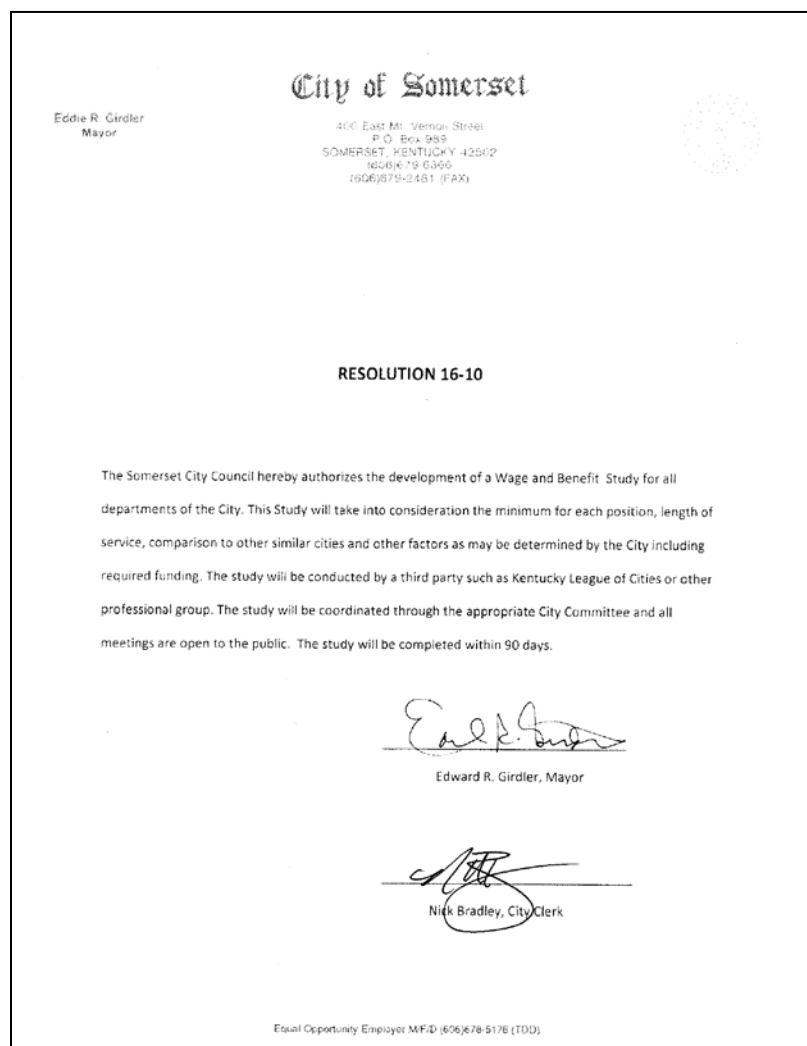 City of Somerset
Eddie R. Girdler
Mayor
400 East Mt. Vernon Street
P.O. Box 989
SOMERSET, KENTUCKY 42502
(606)679-6366
(606)679-2481 (FAX)
RESOLUTION 16-10
The Somerset City Council hereby authorizes the development of a Wage and Benefit Study for all
departments of the City. This Study will take into consideration the minimum for each position, length of
service, comparison to other similar cities and other factors as may be determined by the City including
required funding. The study will be conducted by a third party such as Kentucky League of Cities or other
professional group. The study will be coordinated through the appropriate City Committee and all
meetings are open to the public. The study will be completed within 90 days.
Edward R. Girdler, Mayor
Nick Bradley, City Clerk
Equal Opportunity Employer M/F/D (606)678-5176 (TDD)